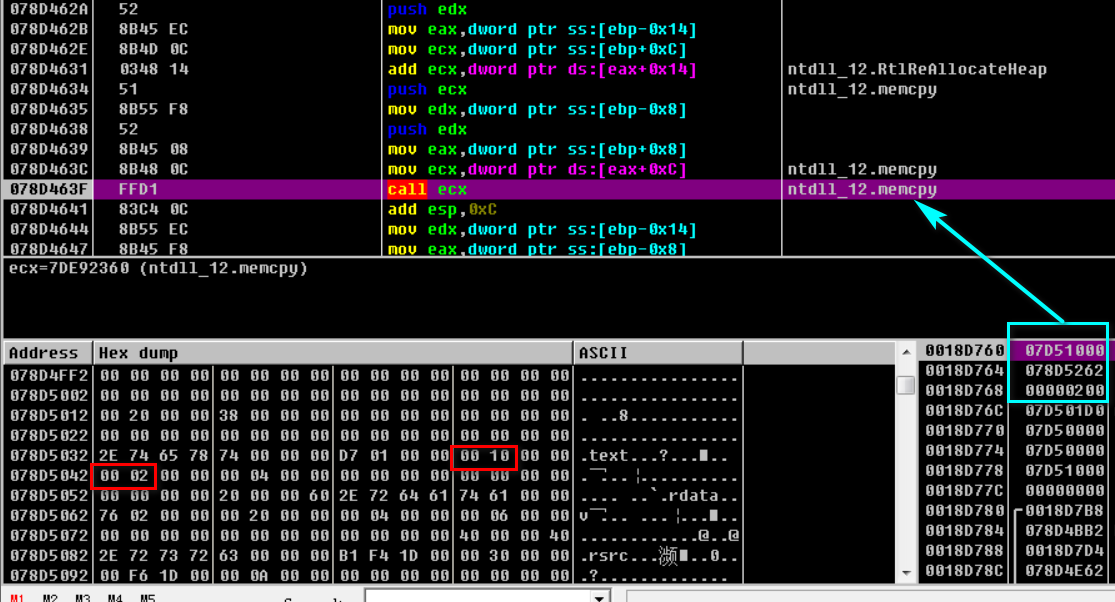 078D462A 52 push edx
078D462B 8B45 EC mov eax,dword ptr ss:[ebp-0x14]
078D462E 8B4D 0C mov ecx,dword ptr ss:[ebp+0xC]
078D4631 0348 14 add ecx,dword ptr ds:[eax+0x14] ntdll_12.RtlReAllocateHeap
078D4634 51 push ecx ntdll_12.memcpy
078D4635 8B55 F8 mov edx,dword ptr ss:[ebp-0x8]
078D4638 52 push edx
078D4639 8B45 08 mov eax,dword ptr ss:[ebp+0x8]
078D463C 8B48 0C mov ecx,dword ptr ds:[eax+0xC] ntdll_12.memcpy
078D463F FFD1 call ecx ntdll_12.memcpy
078D4641 83C4 0C add esp,0xC
078D4644 8B55 EC mov edx,dword ptr ss:[ebp-0x14]
078D4647 8B45 F8 mov eax,dword ptr ss:[ebp-0x8]
ecx=7DE92360 (ntdll_12.memcpy)
Address Hex dump ASCII
078D4FF2 00 00 00 00 00 00 00 00 00 00 00 00 00 00 00 00 ................
078D5002 00 00 00 00 00 00 00 00 00 00 00 00 00 00 00 00 ................
078D5012 00 20 00 00 38 00 00 00 00 00 00 00 00 00 00 00 . ..8...........
078D5022 00 00 00 00 00 00 00 00 00 00 00 00 00 00 00 00 ................
078D5032 2E 74 65 78 74 00 00 00 D7 01 00 00 00 10 00 00 .text...?...
078D5042 00 02 00 00 00 04 00 00 00 00 00 00 00 00 00 00
078D5052 00 00 00 00 20 00 00 60 2E 72 64 61 74 61 00 00 .... ..`.rdata..
078D5062 76 02 00 00 00 20 00 00 00 04 00 00 00 06 00 00
078D5072 00 00 00 00 00 00 00 00 00 00 00 00 40 00 00 40 ............@..@
078D5082 2E 72 73 72 63 00 00 00 B1 F4 1D 00 00 30 00 00 .rsrc...濒 ..0..
078D5092 00 F6 1D 00 00 0A 00 00 00 00 00 00 00 00 00 00 .?..............
0018D760 07D51000
0018D764 078D5262
0018D768 00000200
0018D76C 07D501D0
0018D770 07D50000
0018D774 07D50000
0018D778 07D51000
0018D77C 00000000
0018D780 0018D7B8
0018D784 078D4BB2
0018D788 0018D7D4
0018D78C 078D4E62
M1 M2 M3 M4 M5